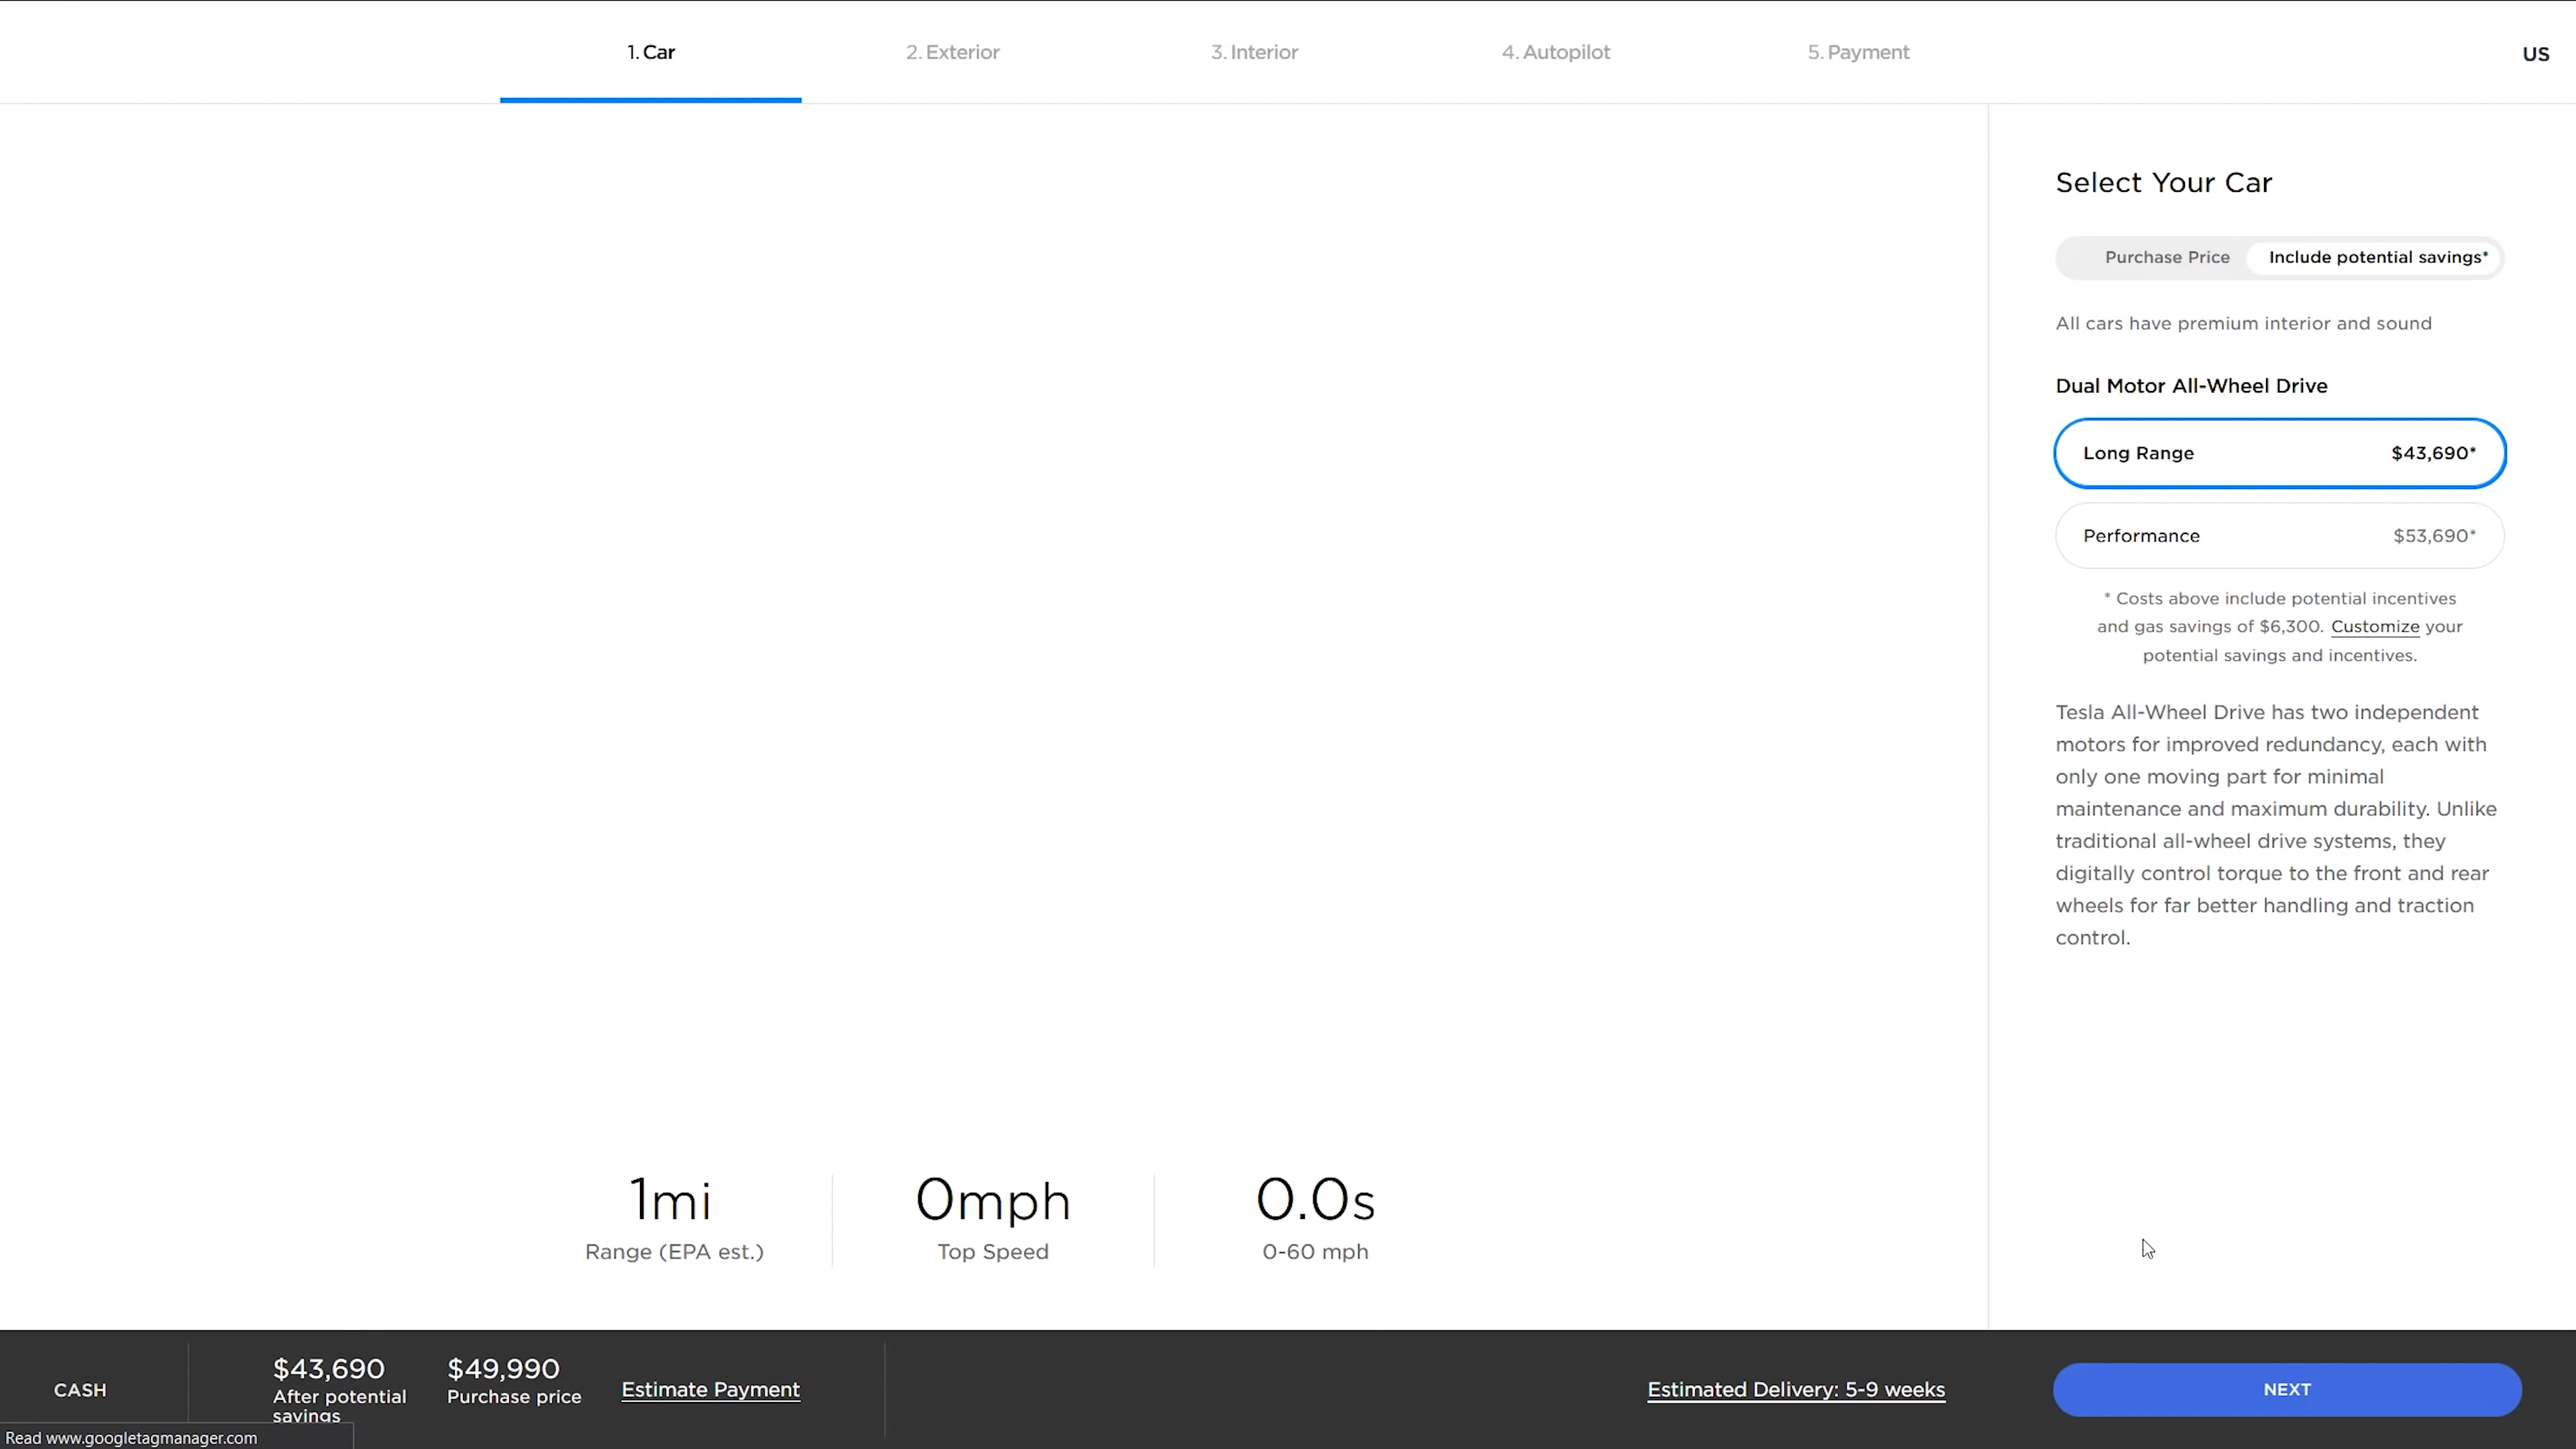 1. Car
2. Exterior
3. Interior
4. Autopilot
5. Payment
US
Select Your Car
Purchase Price
Include potential savings*
All cars have premium interior and sound
Dual Motor All-Wheel Drive
Long Range $43,690*
Performance $53,690*
* Costs above include potential incentives
and gas savings of $6,300. Customize your
potential savings and incentives.
Tesla All-Wheel Drive has two independent
motors for improved redundancy, each with
only one moving part for minimal
maintenance and maximum durability. Unlike
traditional all-wheel drive systems, they
digitally control torque to the front and rear
wheels for far better handling and traction
control.
1mi
Range (EPA est.)
0mph
Top Speed
0.0s
0-60 mph
CASH
$43,690
After potential
savings
$49,990
Purchase price
Estimate Payment
Estimated Delivery: 5-9 weeks
NEXT
Read www.googletagmanager.com